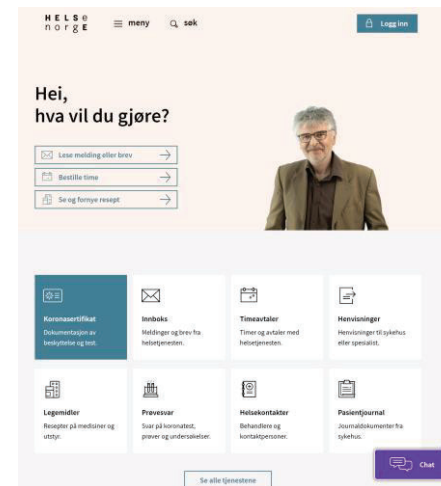 HELSe
norgE
meny
søk
Logg inn
Hei,
hva vil du gjøre?
Lese melding eller brev
Bestille time
Se og fornye resept
Koronasertifikat
Dokumentasjon av
beskyttelse og test.
Innboks
Meldinger og brev fra
helsetjenesten.
Timeavtaler
Timer og avtaler med
helsetjenesten.
Henvisninger
Henvisninger til sykehus
eller spesialist.
Legemidler
Resepter på medisiner og
utstyr.
Prøvesvar
Svar på koronatest,
prøver og undersøkelser.
Helsekontakter
Behandlere og
kontaktpersoner.
Pasientjournal
Journaldokumenter fra
sykehus.
Chat
Se alle tjenestene